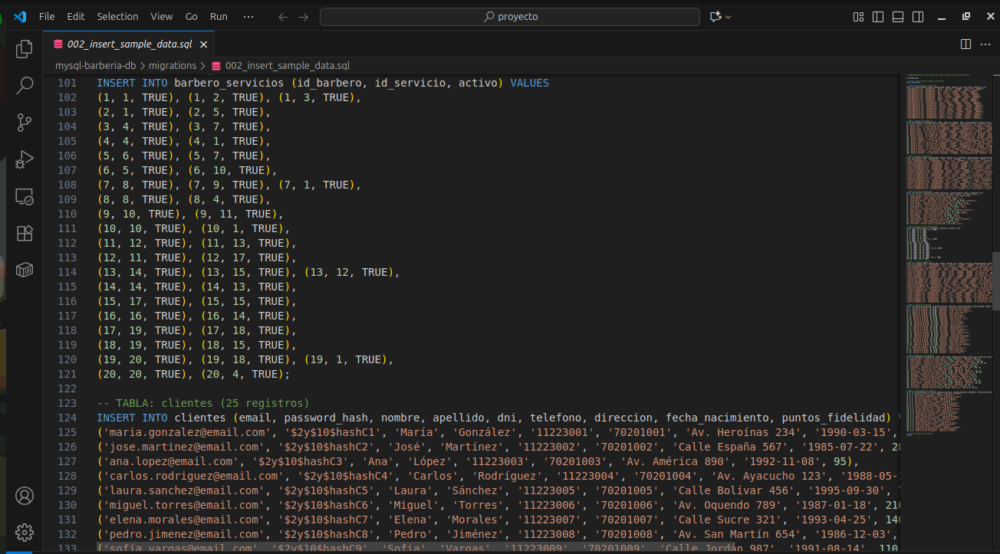 File Edit Selection View Go Run ··· proyecto
002_insert_sample_data.sql
mysql-barberia-db > migrations > 002_insert_sample_data.sql
101 INSERT INTO barbero_servicios (id_barbero, id_servicio, activo) VALUES
102 (1, 1, TRUE), (1, 2, TRUE), (1, 3, TRUE),
103 (2, 1, TRUE), (2, 5, TRUE),
104 (3, 4, TRUE), (3, 7, TRUE),
105 (4, 4, TRUE), (4, 1, TRUE),
106 (5, 6, TRUE), (5, 7, TRUE),
107 (6, 5, TRUE), (6, 10, TRUE),
108 (7, 8, TRUE), (7, 9, TRUE), (7, 1, TRUE),
109 (8, 8, TRUE), (8, 4, TRUE),
110 (9, 10, TRUE), (9, 11, TRUE),
111 (10, 10, TRUE), (10, 1, TRUE),
112 (11, 12, TRUE), (11, 13, TRUE),
113 (12, 11, TRUE), (12, 17, TRUE),
114 (13, 14, TRUE), (13, 15, TRUE), (13, 12, TRUE),
115 (14, 14, TRUE), (14, 13, TRUE),
116 (15, 17, TRUE), (15, 15, TRUE),
117 (16, 16, TRUE), (16, 14, TRUE),
118 (17, 19, TRUE), (17, 18, TRUE),
119 (18, 19, TRUE), (18, 15, TRUE),
120 (19, 20, TRUE), (19, 18, TRUE), (19, 1, TRUE),
121 (20, 20, TRUE), (20, 4, TRUE);
122
123 -- TABLA: clientes (25 registros)
124 INSERT INTO clientes (email, password_hash, nombre, apellido, dni, telefono, direccion, fecha_nacimiento, puntos_fidelidad)
125 ('maria.gonzalez@email.com', '$2y$10$hashC1', 'María', 'González', '11223001', '70201001', 'Av. Heroínas 234', '1990-03-15',
126 ('jose.martinez@email.com', '$2y$10$hashC2', 'José', 'Martínez', '11223002', '70201002', 'Calle España 567', '1985-07-22', 28
127 ('ana.lopez@email.com', '$2y$10$hashC3', 'Ana', 'López', '11223003', '70201003', 'Av. América 890', '1992-11-08', 95),
128 ('carlos.rodriguez@email.com', '$2y$10$hashC4', 'Carlos', 'Rodríguez', '11223004', '70201004', 'Av. Ayacucho 123', '1988-05-
129 ('laura.sanchez@email.com', '$2y$10$hashC5', 'Laura', 'Sánchez', '11223005', '70201005', 'Calle Bolívar 456', '1995-09-30',
130 ('miguel.torres@email.com', '$2y$10$hashC6', 'Miguel', 'Torres', '11223006', '70201006', 'Av. Oquendo 789', '1987-01-18', 210
131 ('elena.morales@email.com', '$2y$10$hashC7', 'Elena', 'Morales', '11223007', '70201007', 'Calle Sucre 321', '1993-04-25', 140
132 ('pedro.jimenez@email.com', '$2y$10$hashC8', 'Pedro', 'Jiménez', '11223008', '70201008', 'Av. San Martín 654', '1986-12-03',
133 ('sofia.vargas@email.com', '$2y$10$hashC9', 'Sofía', 'Vargas', '11223009', '70201009', 'Calle Jordán 987', '1991-08-14', 110